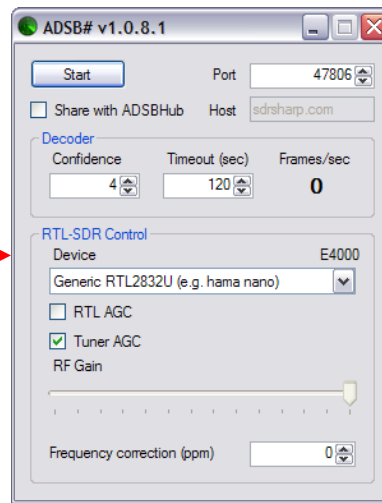 ADSB# v1.0.8.1
Start Port 47806
Share with ADSBHub Host sdrsharp.com
Decoder
Confidence Timeout (sec) Frames/sec
4 120 0
RTL-SDR Control
Device E4000
Generic RTL2832U (e.g. hama nano)
RTL AGC
Tuner AGC
RF Gain
Frequency correction (ppm) 0